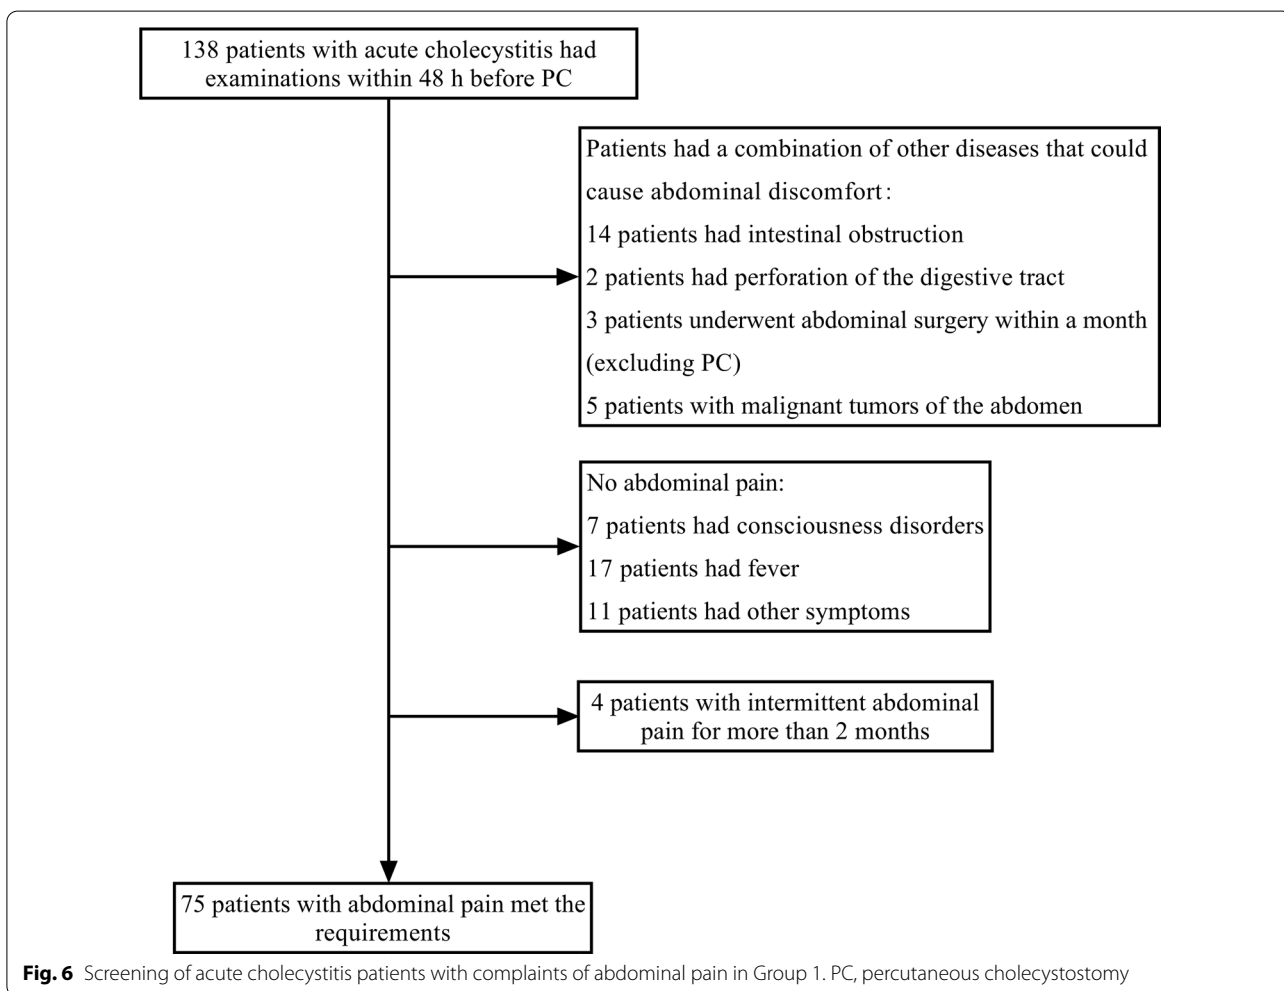 138 patients with acute cholecystitis had
examinations within 48 h before PC
Patients had a combination of other diseases that could
cause abdominal discomfort:
14 patients had intestinal obstruction
2 patients had perforation of the digestive tract
3 patients underwent abdominal surgery within a month
(excluding PC)
5 patients with malignant tumors of the abdomen
No abdominal pain:
7 patients had consciousness disorders
17 patients had fever
11 patients had other symptoms
4 patients with intermittent abdominal
pain for more than 2 months
75 patients with abdominal pain met the
requirements
Fig. 6 Screening of acute cholecystitis patients with complaints of abdominal pain in Group 1. PC, percutaneous cholecystostomy